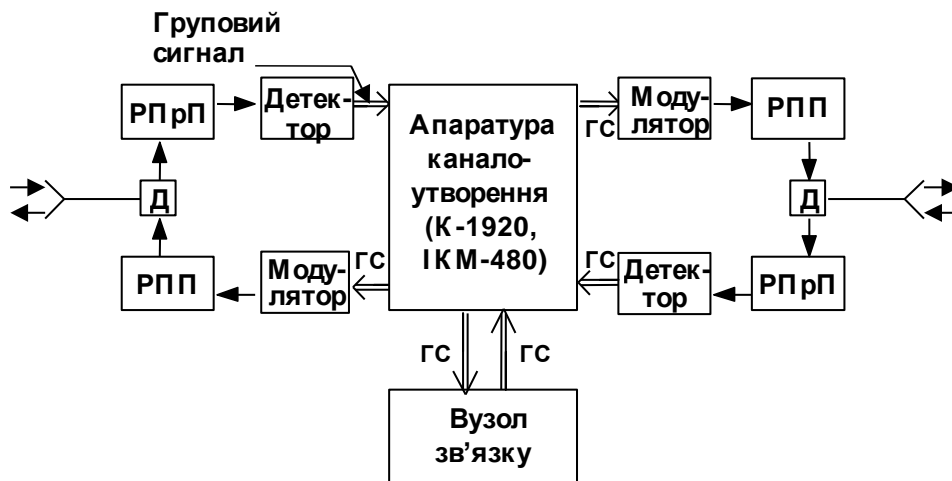 Груповий
сигнал
РПрП
Детек-
тор
Апаратура
канало-
утворення
(К-1920,
ІКМ-480)
ГС
Моду-
лятор
РПП
Д
Д
РПП
Моду-
лятор
ГС
ГС
Детек-
тор
РПрП
ГС
ГС
Вузол
зв'язку